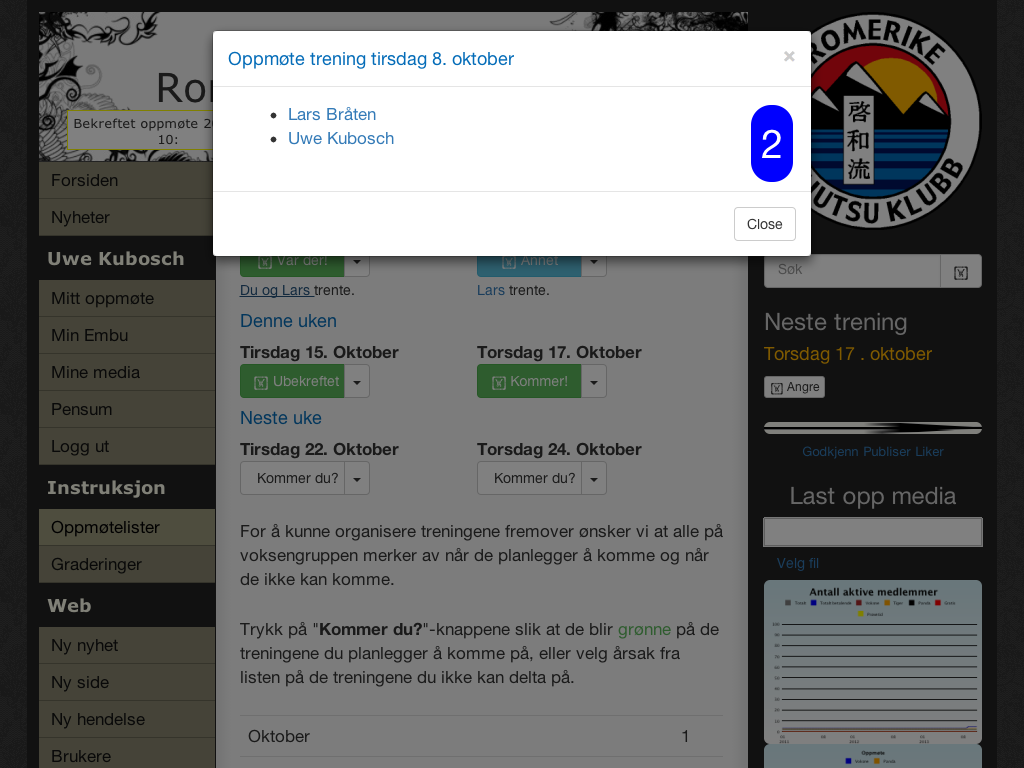 Oppmøte trening tirsdag 8. oktober
×
Lars Bråten
Uwe Kubosch
2
Close
Bekreftet oppmøte
10:
Forsiden
Nyheter
Uwe Kubosch
Mitt oppmøte
Min Embu
Mine media
Pensum
Logg ut
Instruksjon
Oppmøtelister
Graderinger
Web
Ny nyhet
Ny side
Ny hendelse
Brukere
Var der!
Annet
Du og Lars trente.
Lars trente.
Denne uken
Tirsdag 15. Oktober
Torsdag 17. Oktober
Ubekreftet
Kommer!
Neste uke
Tirsdag 22. Oktober
Torsdag 24. Oktober
Kommer du?
Kommer du?
For å kunne organisere treningene fremover ønsker vi at alle på
voksengruppen merker av når de planlegger å komme og når
de ikke kan komme.
Trykk på "Kommer du?"-knappene slik at de blir grønne på de
treningene du planlegger å komme på, eller velg årsak fra
listen på de treningene du ikke kan delta på.
Oktober 1
ROMERIKE
啓和流
UTSU KLUBB
Søk
Neste trening
Torsdag 17 . oktober
Angre
Godkjenn Publiser Liker
Last opp media
Velg fil
Antall aktive medlemmer
Oppmøte